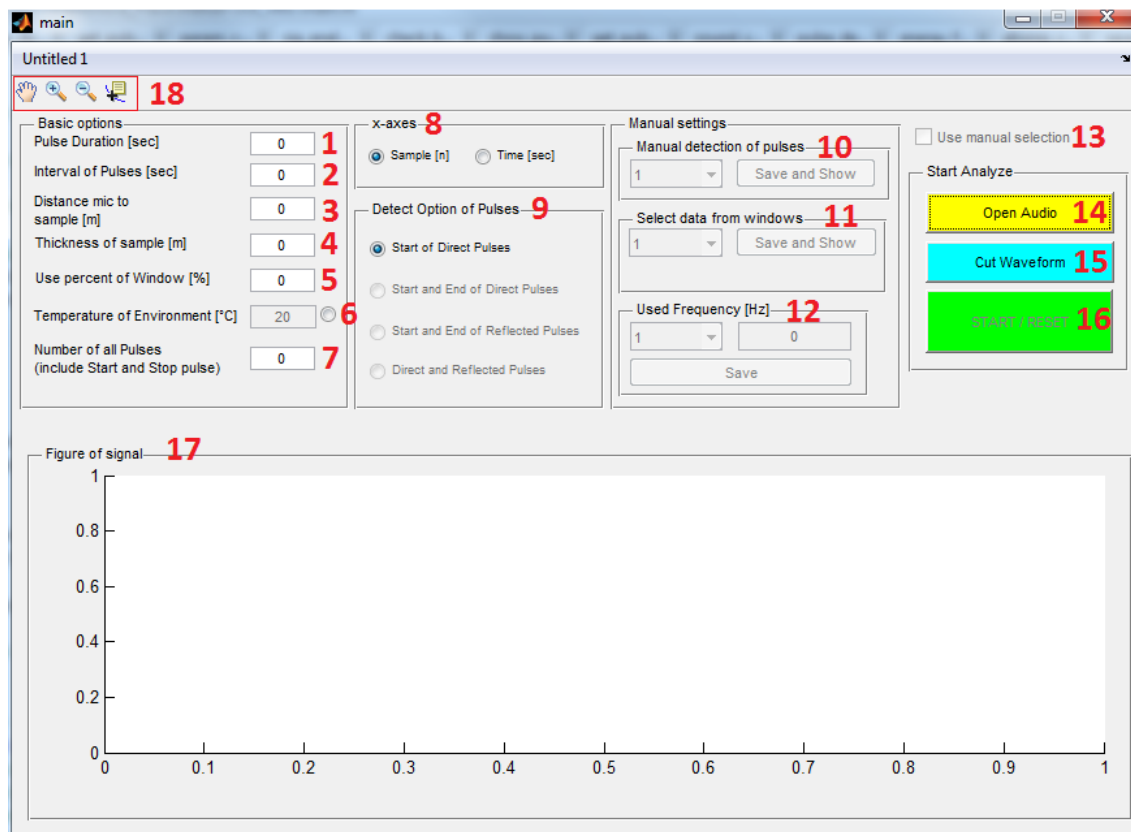 main
Untitled 1
18
Basic options
Pulse Duration [sec] 0 1
Interval of Pulses [sec] 0 2
Distance mic to
sample [m] 0 3
Thickness of sample [m] 0 4
Use percent of Window [%] 0 5
Temperature of Environment [°C] 20 6
Number of all Pulses
(include Start and Stop pulse) 0 7
x-axes 8
Sample [n] Time [sec]
Detect Option of Pulses 9
Start of Direct Pulses
Start and End of Direct Pulses
Start and End of Reflected Pulses
Direct and Reflected Pulses
Manual settings
Manual detection of pulses 10
1 Save and Show
Select data from windows 11
1 Save and Show
Used Frequency [Hz] 12
1 0
Save
Use manual selection 13
Start Analyze
Open Audio 14
Cut Waveform 15
START / RESET 16
Figure of signal 17
1
0.8
0.6
0.4
0.2
0
0 0.1 0.2 0.3 0.4 0.5 0.6 0.7 0.8 0.9 1